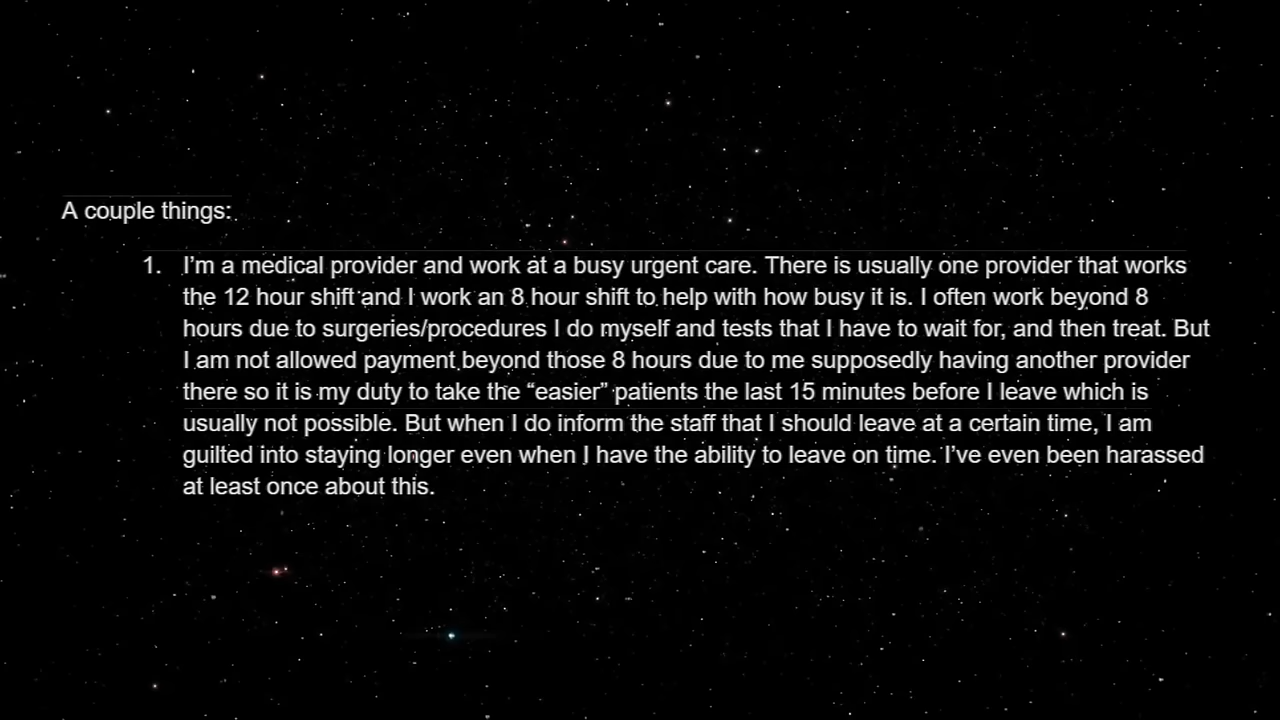 A couple things:
1. I’m a medical provider and work at a busy urgent care. There is usually one provider that works
the 12 hour shift and I work an 8 hour shift to help with how busy it is. I often work beyond 8
hours due to surgeries/procedures I do myself and tests that I have to wait for, and then treat. But
I am not allowed payment beyond those 8 hours due to me supposedly having another provider
there so it is my duty to take the “easier” patients the last 15 minutes before I leave which is
usually not possible. But when I do inform the staff that I should leave at a certain time, I am
guilted into staying longer even when I have the ability to leave on time. I’ve even been harassed
at least once about this.